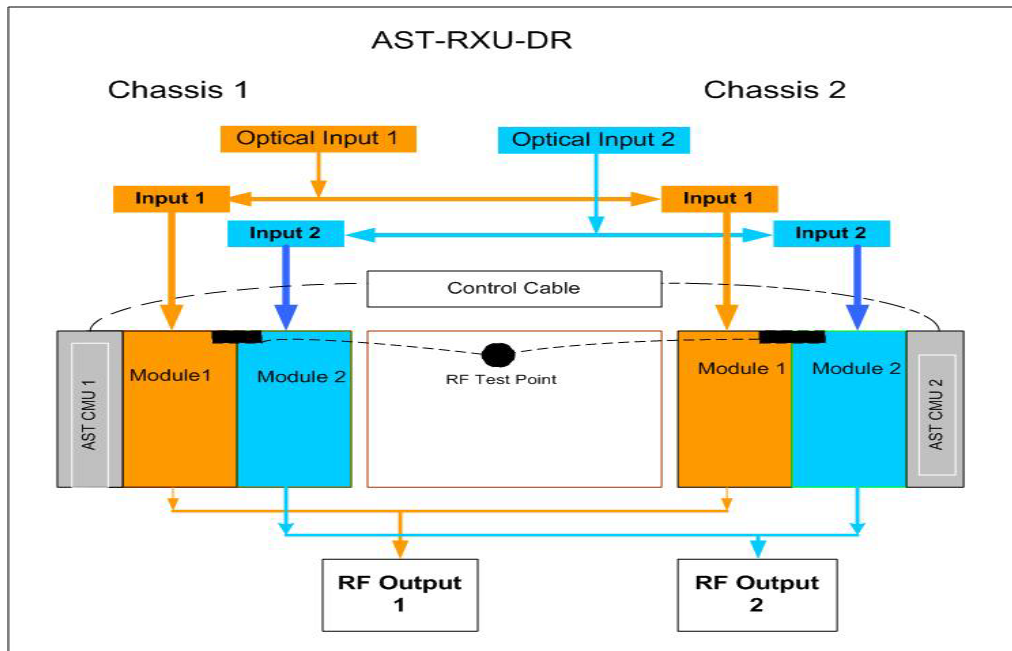 AST-RXU-DR
Chassis 1
Chassis 2
Optical Input 1
Optical Input 2
Input 1
Input 1
Input 2
Input 2
Control Cable
AST CMU 1
Module1
Module 2
RF Test Point
Module 1
Module 2
AST CMU 2
RF Output
1
RF Output
2